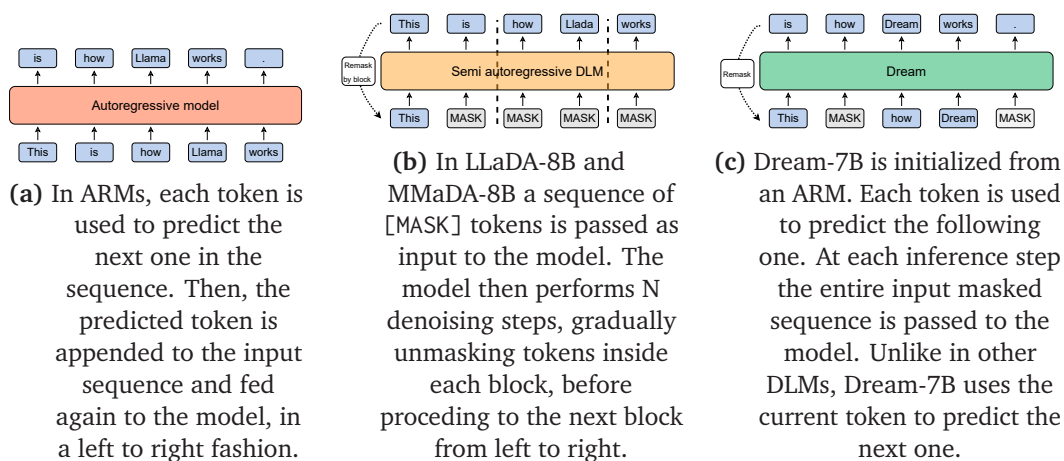 is how Llama works .
Autoregressive model
This is how Llama works
(a) In ARMs, each token is
used to predict the
next one in the
sequence. Then, the
predicted token is
appended to the input
sequence and fed
again to the model, in
a left to right fashion.
This is how Llada works
Remask
by block
Semi autoregressive DLM
This MASK MASK MASK MASK
(b) In LLaDA-8B and
MMaDA-8B a sequence of
[MASK] tokens is passed as
input to the model. The
model then performs N
denoising steps, gradually
unmasking tokens inside
each block, before
proceding to the next block
from left to right.
is how Dream works .
Remask
Dream
This MASK how Dream MASK
(c) Dream-7B is initialized from
an ARM. Each token is used
to predict the following
one. At each inference step
the entire input masked
sequence is passed to the
model. Unlike in other
DLMs, Dream-7B uses the
current token to predict the
next one.